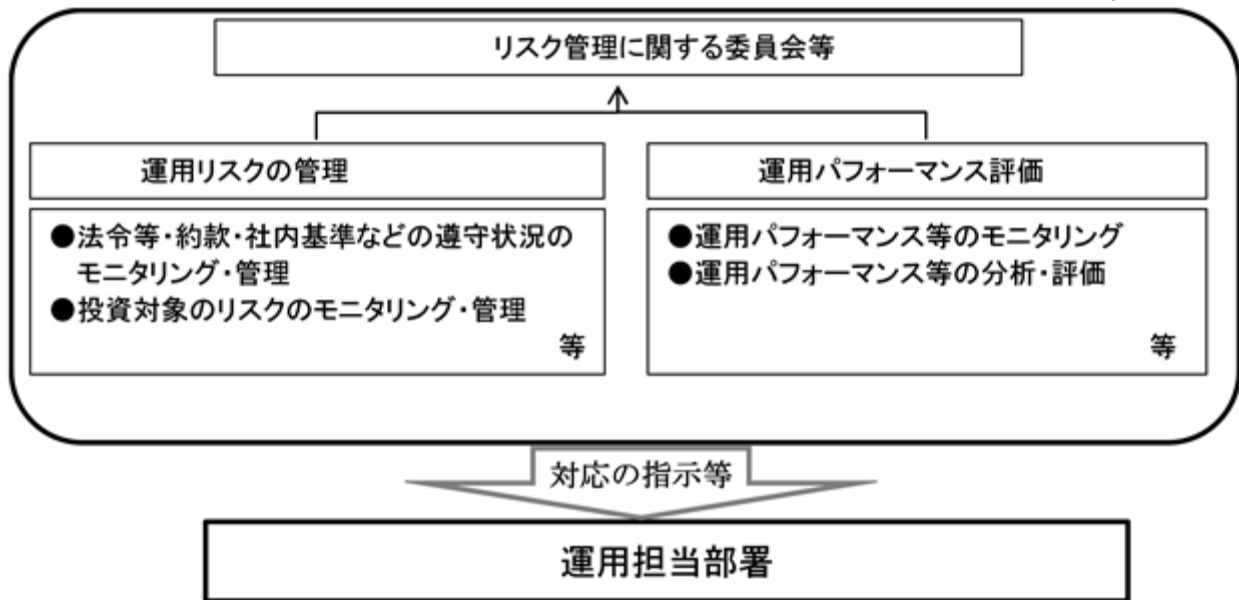 リスク管理に関する委員会等
運用リスクの管理
●法令等・約款・社内基準などの遵守状況の
モニタリング・管理
●投資対象のリスクのモニタリング・管理
等
運用パフォーマンス評価
●運用パフォーマンス等のモニタリング
●運用パフォーマンス等の分析・評価
等
対応の指示等
運用担当部署